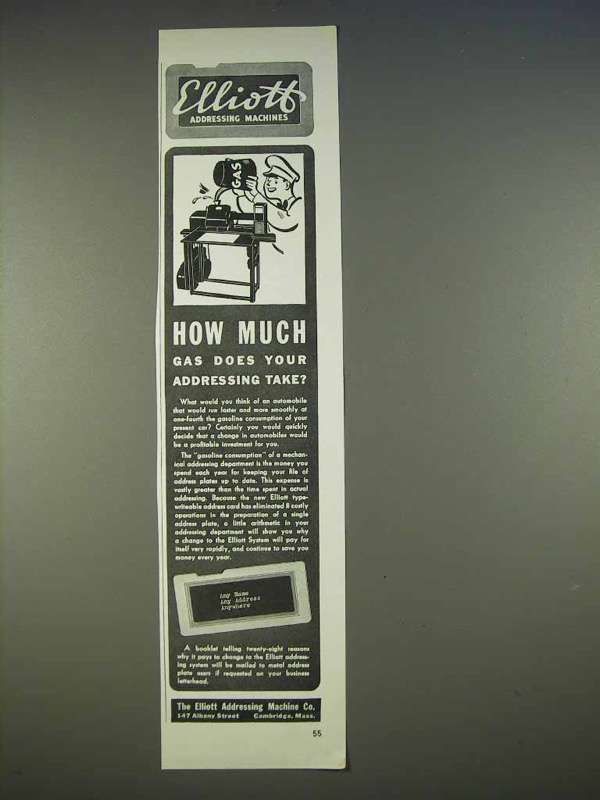 Elliott
ADDRESSING MACHINES
GAS
HOW MUCH
GAS DOES YOUR
ADDRESSING TAKE?
What would you think of an automobile
that would run faster and more smoothly at
one-fourth the gasoline consumption of your
present car? Certainly you would quickly
decide that a change in automobiles would
be a profitable investment for you.
The "gasoline consumption" of a mechan-
ical addressing department is the money you
spend each year for keeping your file of
address plates up to date. This expense is
vastly greater than the time spent in actual
addressing. Because the new Elliott type-
writeable address card has eliminated 8 costly
operations in the preparation of a single
address plate, a little arithmetic in your
addressing department will show you why
a change to the Elliott System will pay for
itself very rapidly, and continue to save you
money every year.
Any Name
Any Address
Anywhere
A booklet telling twenty-eight reasons
why it pays to change to the Elliott address-
ing system will be mailed to metal address
plate users if requested on your business
letterhead.
The Elliott Addressing Machine Co.
147 Albany Street Cambridge, Mass.
55